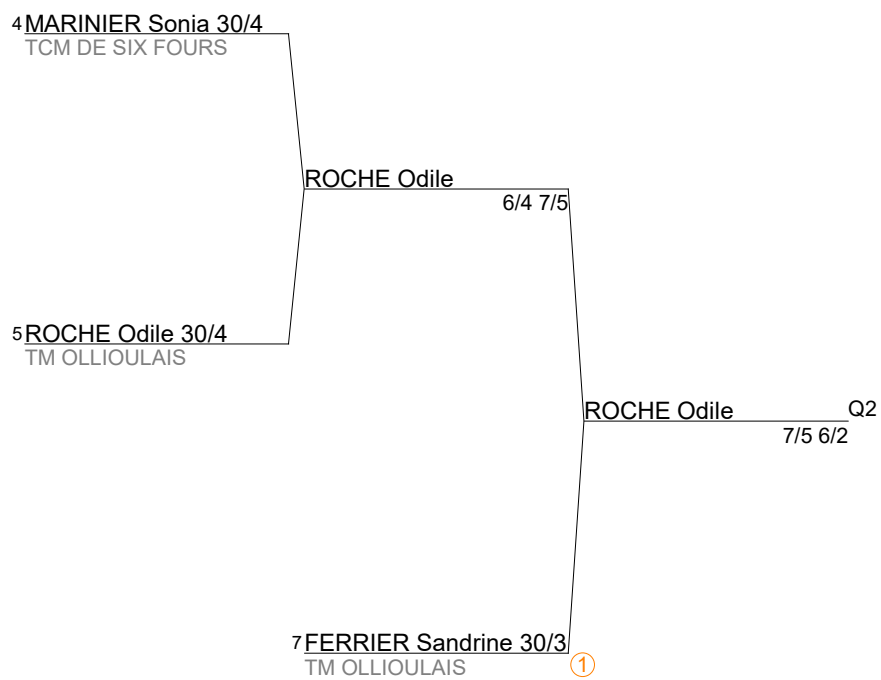 4 MARINIER Sonia 30/4
TCM DE SIX FOURS
ROCHE Odile
6/4 7/5
5 ROCHE Odile 30/4
TM OLLIOULAIS
ROCHE Odile Q2
7/5 6/2
7 FERRIER Sandrine 30/3
TM OLLIOULAIS 1